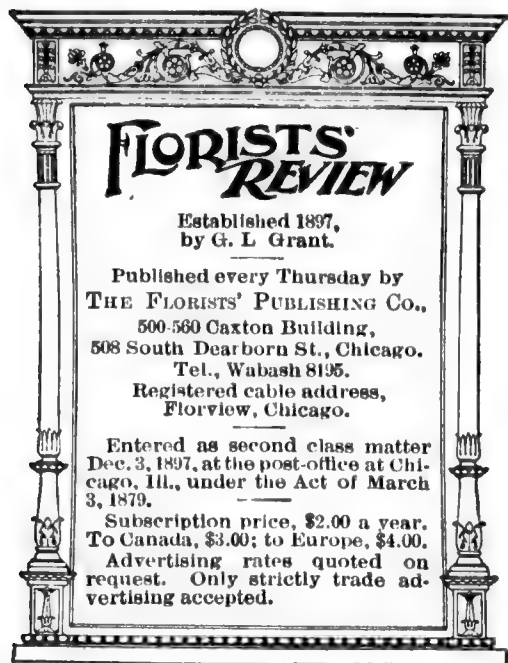 FLORISTS'
REVIEW
Established 1897,
by G. L Grant.
Published every Thursday by
THE FLORISTS' PUBLISHING CO.,
500-560 Caxton Building,
508 South Dearborn St., Chicago.
Tel., Wabash 8195.
Registered cable address,
Florview, Chicago.
Entered as second class matter
Dec. 3, 1897, at the post-office at Chi-
cago, Ill., under the Act of March
3, 1879.
Subscription price, $2.00 a year.
To Canada, $3.00; to Europe, $4.00.
Advertising rates quoted on
request. Only strictly trade ad-
vertising accepted.